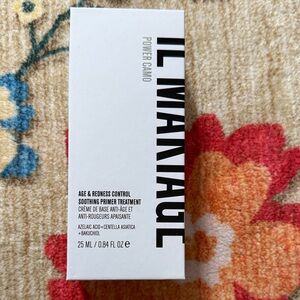 IL MAKIAGE
POWER CAMO
AGE & REDNESS CONTROL
SOOTHING PRIMER TREATMENT
CRÈME DE BASE ANTI-ÂGE ET
ANTI-ROUGEURS APAISANTE
AZELAIC ACID + CENTELLA ASIATICA
+ BAKUCHIOL
25 ML / 0.84 FL OZ ℮